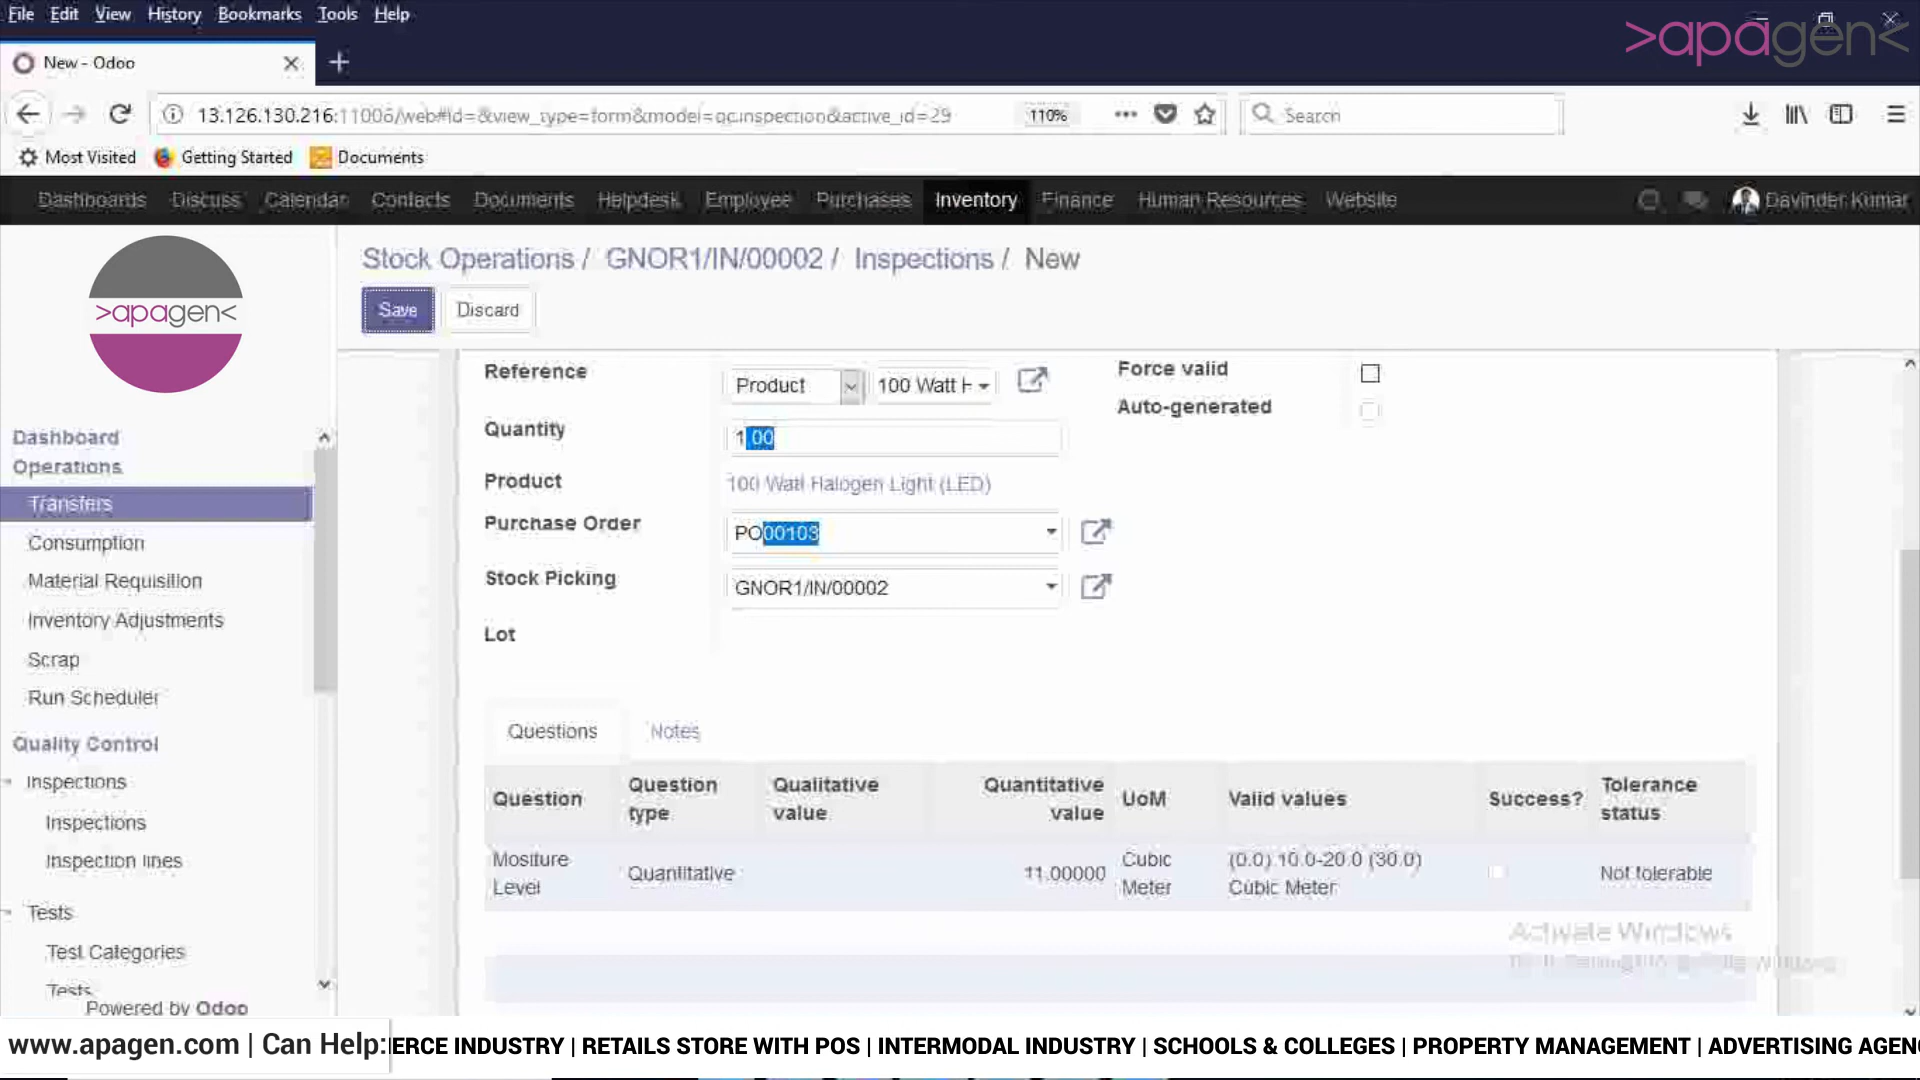 File Edit View History Bookmarks Tools Help
>apagen<
New - Odoo
13.126.130.216:11006/web#id=&view_type=form&model=qc.inspection&active_id=29
110%
Search
Most Visited Getting Started Documents
Dashboards Discuss Calendar Contacts Documents Helpdesk Employee Purchases Inventory Finance Human Resources Website Davinder Kumar
>apagen<
Stock Operations / GNOR1/IN/00002 / Inspections / New
Save Discard
Dashboard
Operations
Transfers
Consumption
Material Requisition
Inventory Adjustments
Scrap
Run Scheduler
Quality Control
Inspections
Inspections
Inspection lines
Tests
Test Categories
Tests
Powered by Odoo
Reference Product 100 Watt H
Force valid
Auto-generated
Quantity 1.00
Product 100 Watt Halogen Light (LED)
Purchase Order PO00103
Stock Picking GNOR1/IN/00002
Lot
Questions Notes
Question Question type Qualitative value Quantitative value UoM Valid values Success? Tolerance status
Mositure Level Quantitative 11.00000 Cubic Meter (0.0) 10.0-20.0 (30.0) Cubic Meter Not tolerable
Activate Windows
www.apagen.com | Can Help: ERCE INDUSTRY | RETAILS STORE WITH POS | INTERMODAL INDUSTRY | SCHOOLS & COLLEGES | PROPERTY MANAGEMENT | ADVERTISING AGEN